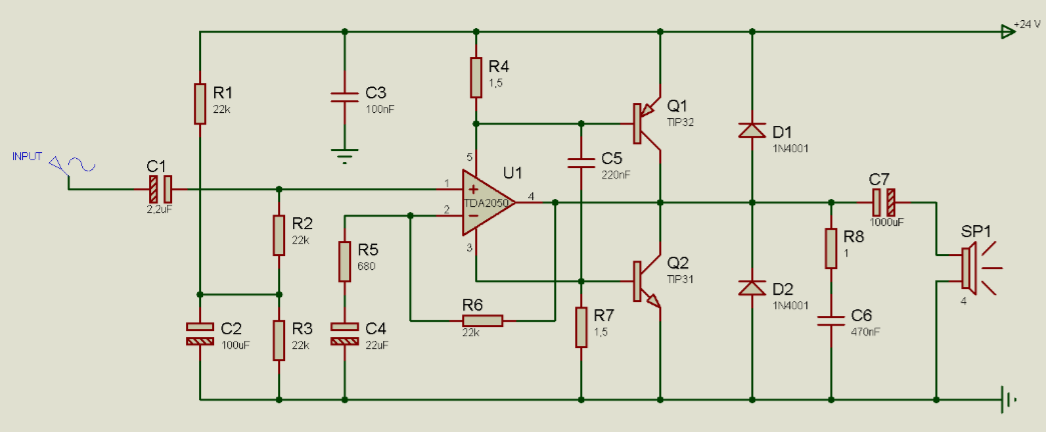 +24 V
R1
22k
C3
100nF
R4
1,5
Q1
TIP32
D1
1N4001
INPUT
C1
2,2uF
5
U1
C5
220nF
1
TDA2050
4
2
3
C7
1000uF
R2
22k
R5
680
Q2
TIP31
D2
1N4001
R8
1
SP1
4
R6
22k
R7
1,5
C6
470nF
C2
100uF
R3
22k
C4
22uF